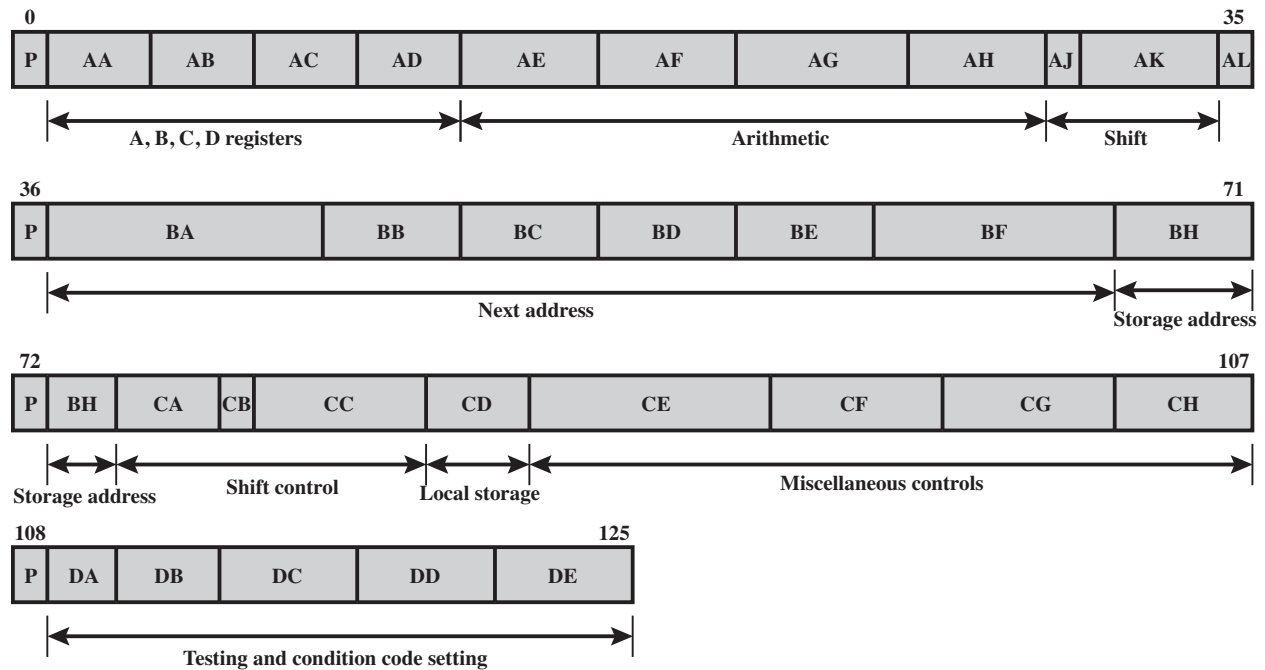 0 35
P AA AB AC AD AE AF AG AH AJ AK AL
A, B, C, D registers Arithmetic Shift
36 71
P BA BB BC BD BE BF BH
Next address Storage address
72 107
P BH CA CB CC CD CE CF CG CH
Storage address Shift control Local storage Miscellaneous controls
108 125
P DA DB DC DD DE
Testing and condition code setting